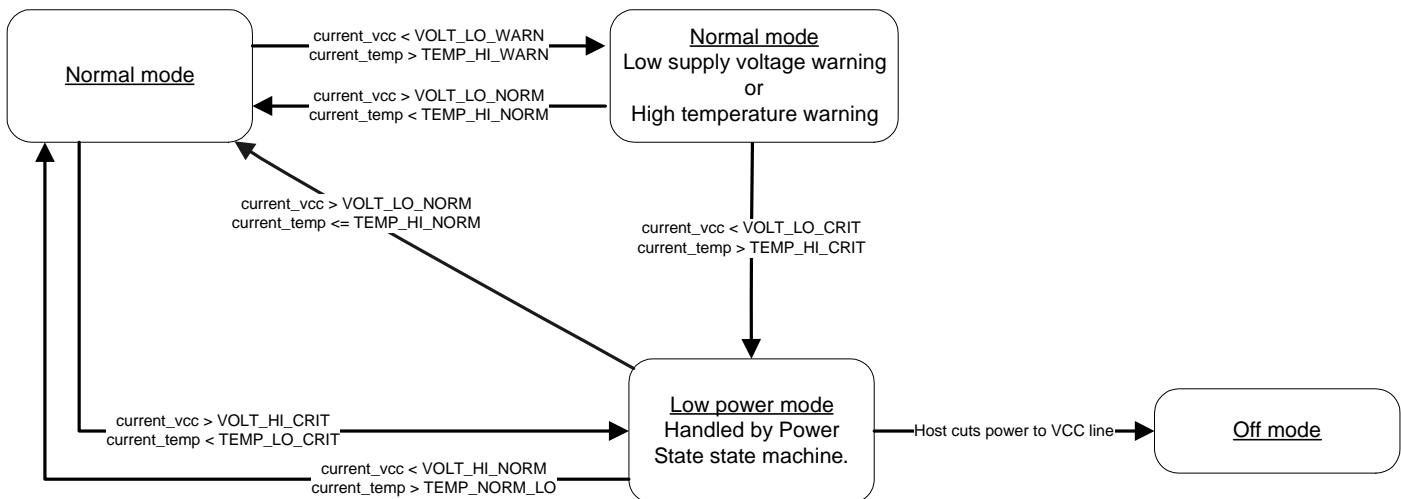 Normal mode
current_vcc < VOLT_LO_WARN
current_temp > TEMP_HI_WARN
current_vcc > VOLT_LO_NORM
current_temp < TEMP_HI_NORM
Normal mode
Low supply voltage warning
or
High temperature warning
current_vcc > VOLT_LO_NORM
current_temp <= TEMP_HI_NORM
current_vcc < VOLT_LO_CRIT
current_temp > TEMP_HI_CRIT
current_vcc > VOLT_HI_CRIT
current_temp < TEMP_LO_CRIT
current_vcc < VOLT_HI_NORM
current_temp > TEMP_NORM_LO
Low power mode
Handled by Power
State state machine.
Host cuts power to VCC line
Off mode